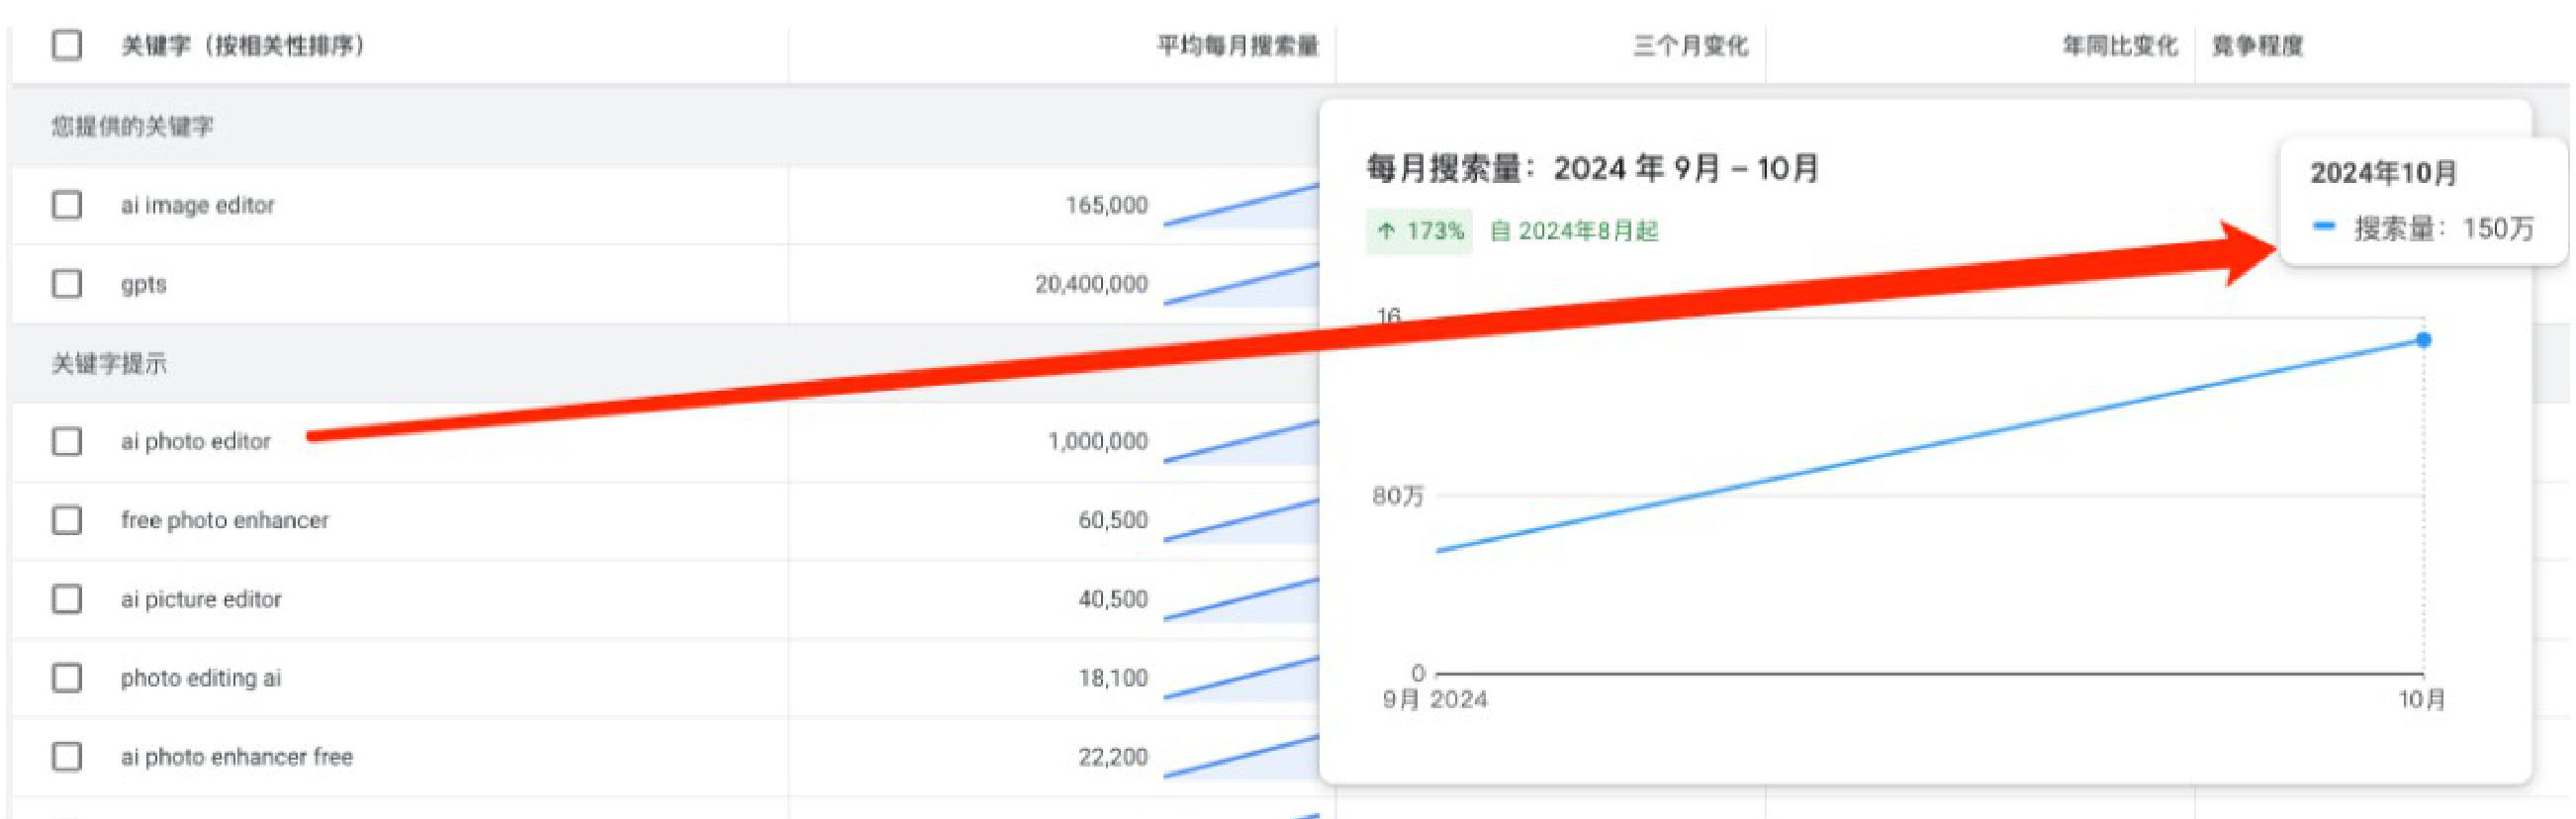 关键字（按相关性排序） 平均每月搜索量 三个月变化 年同比变化 竞争程度
您提供的关键字
ai image editor 165,000
gpts 20,400,000
关键字提示
ai photo editor 1,000,000
free photo enhancer 60,500
ai picture editor 40,500
photo editing ai 18,100
ai photo enhancer free 22,200
每月搜索量：2024 年 9月 – 10月
↑ 173% 自 2024年8月起
2024年10月
搜索量：150万
16
80万
0
9月 2024 10月